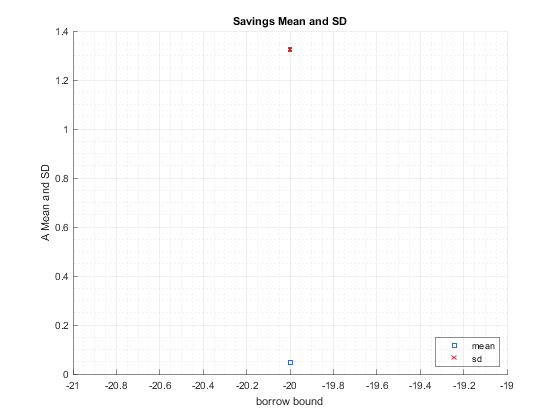 Savings Mean and SD
A Mean and SD
1.4
1.2
1
0.8
0.6
0.4
0.2
0
-21 -20.8 -20.6 -20.4 -20.2 -20 -19.8 -19.6 -19.4 -19.2 -19
borrow bound
mean
sd